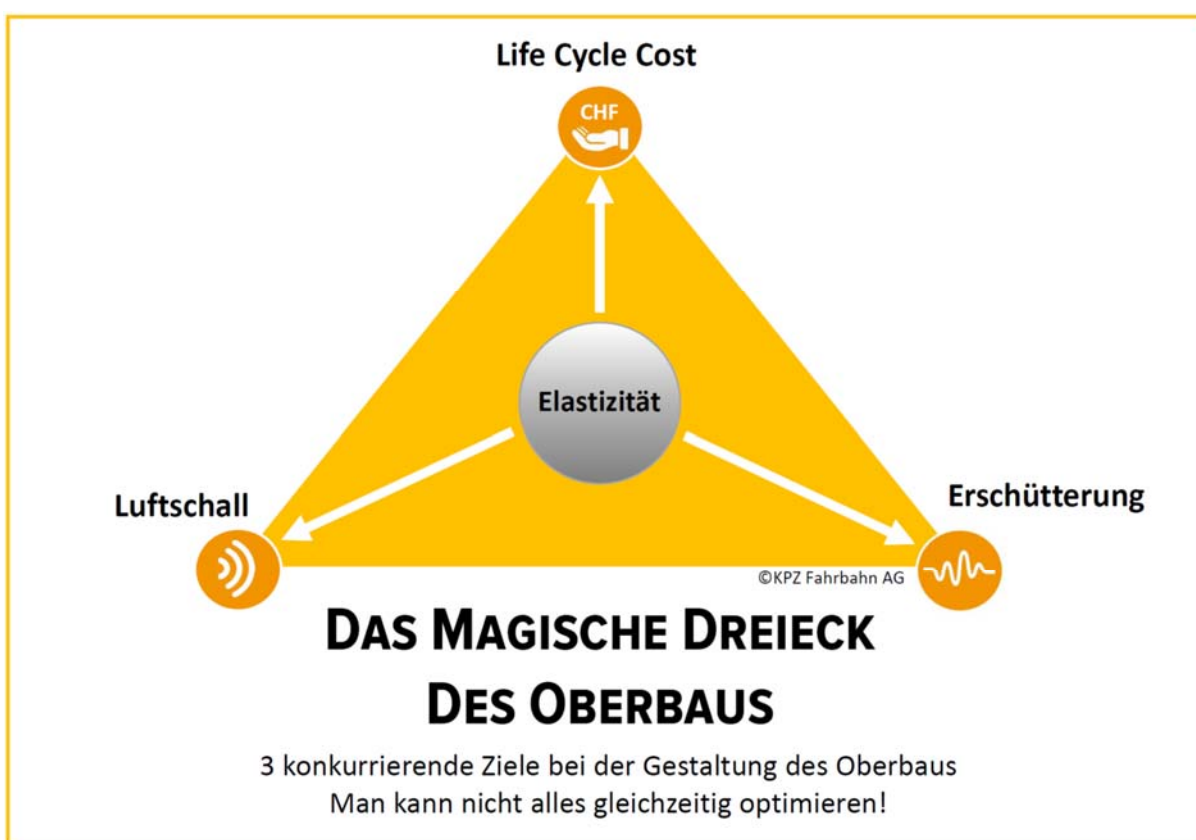 Life Cycle Cost
CHF
Elastizität
Luftschall
Erschütterung
©KPZ Fahrbahn AG
DAS MAGISCHE DREIECK
DES OBERBAUS
3 konkurrierende Ziele bei der Gestaltung des Oberbaus
Man kann nicht alles gleichzeitig optimieren!